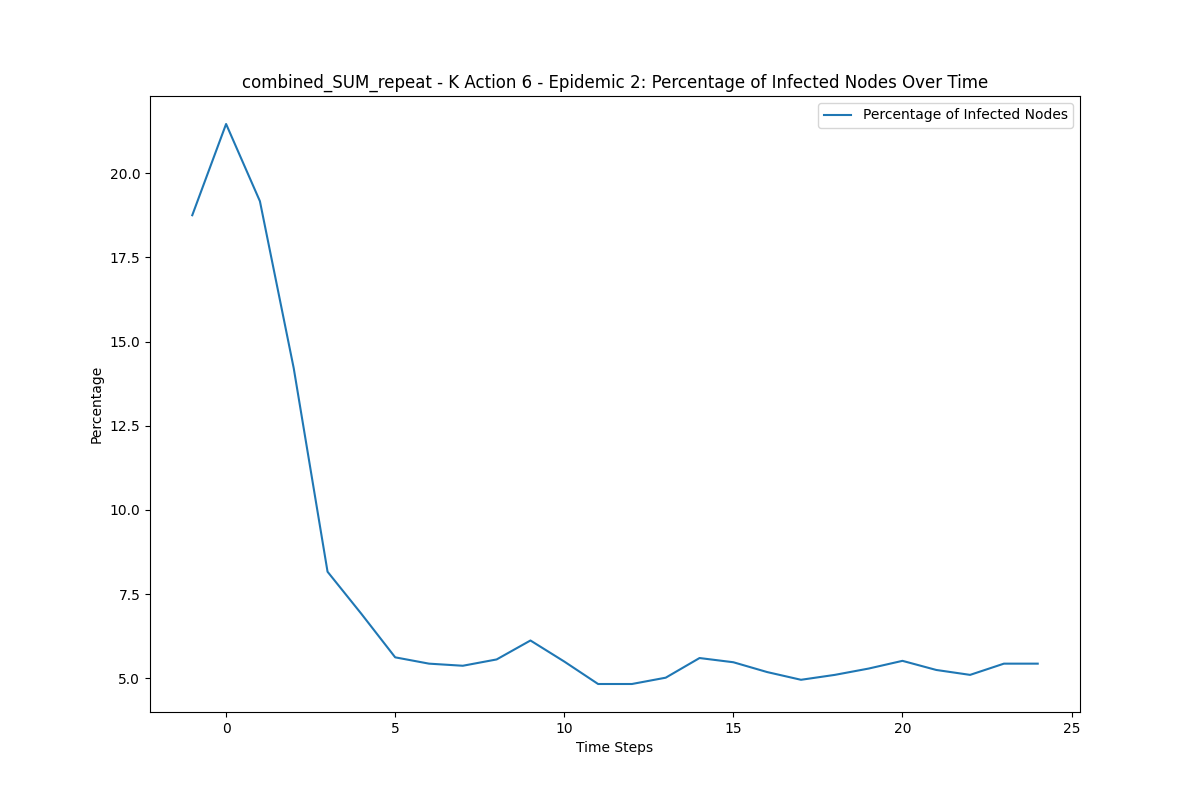 combined_SUM_repeat - K Action 6 - Epidemic 2: Percentage of Infected Nodes Over Time
Percentage of Infected Nodes
20.0
17.5
15.0
12.5
10.0
7.5
5.0
Percentage
0 5 10 15 20 25
Time Steps